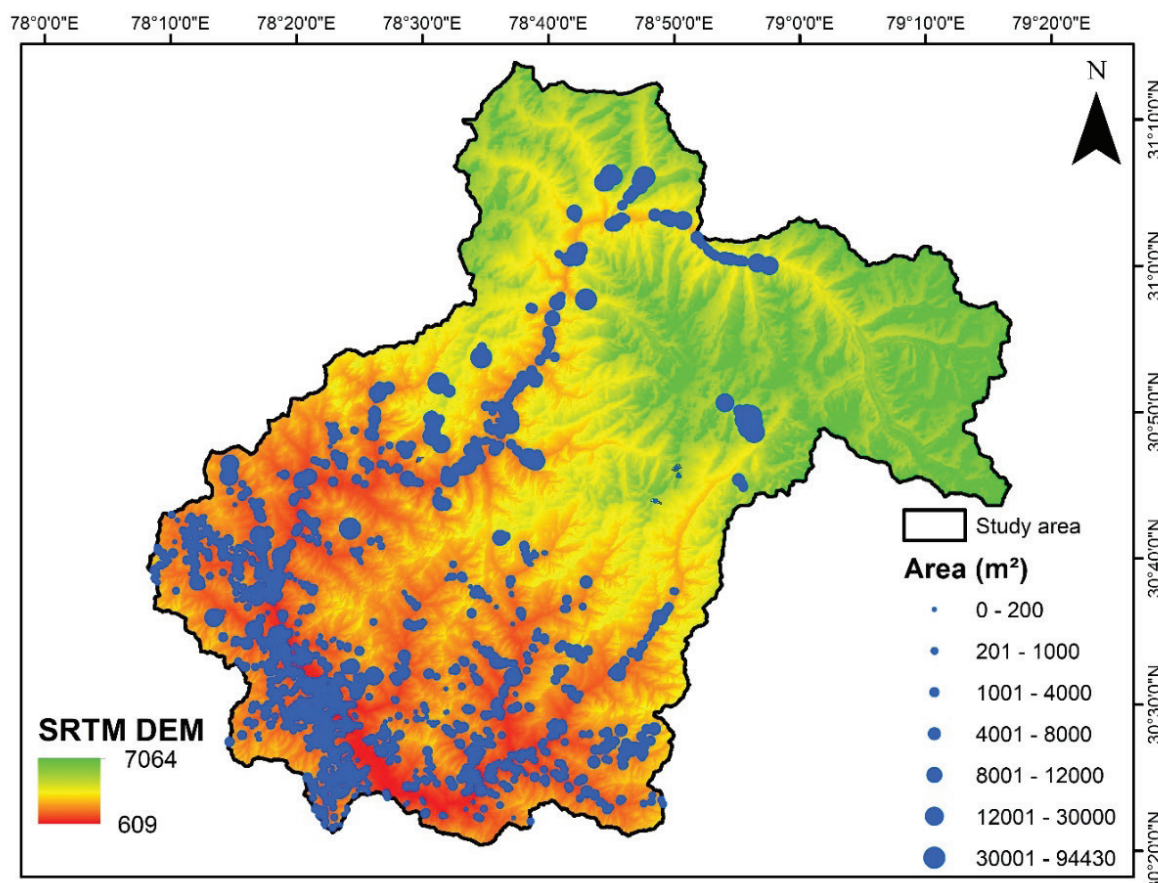 78°0'0"E 78°10'0"E 78°20'0"E 78°30'0"E 78°40'0"E 78°50'0"E 79°0'0"E 79°10'0"E 79°20'0"E
N
31°10'0"N
31°0'0"N
30°50'0"N
30°40'0"N
30°30'0"N
30°20'0"N
Study area
Area (m²)
0 - 200
201 - 1000
1001 - 4000
4001 - 8000
8001 - 12000
12001 - 30000
30001 - 94430
SRTM DEM
7064
609